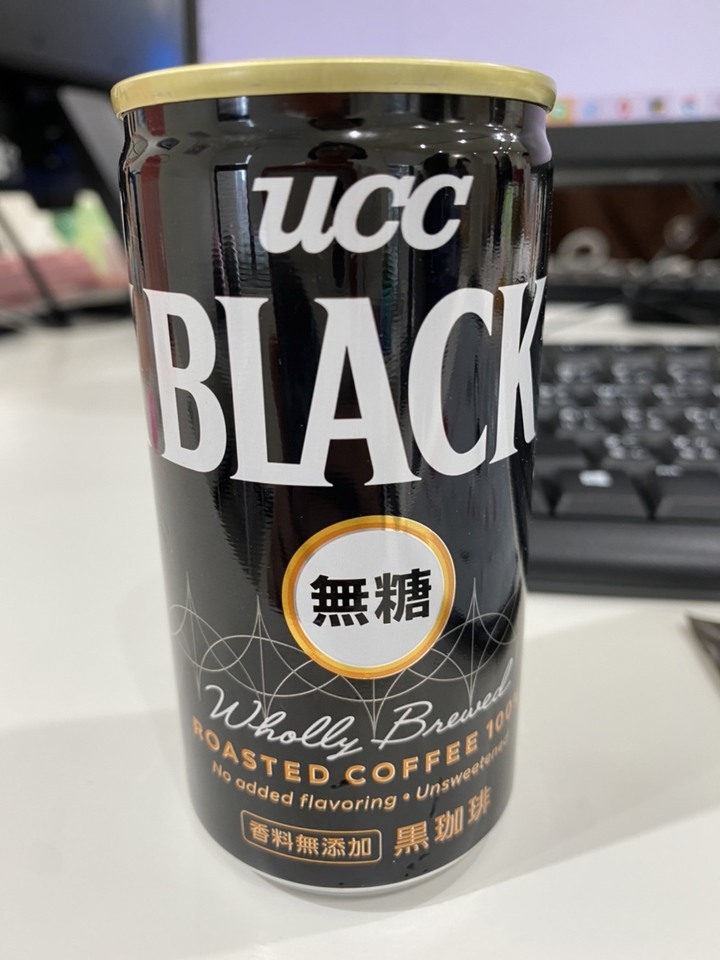 UCC
BLACK
無糖
Wholly Brewed
ROASTED COFFEE 100%
No added flavoring • Unsweetened
香料無添加 黒珈琲